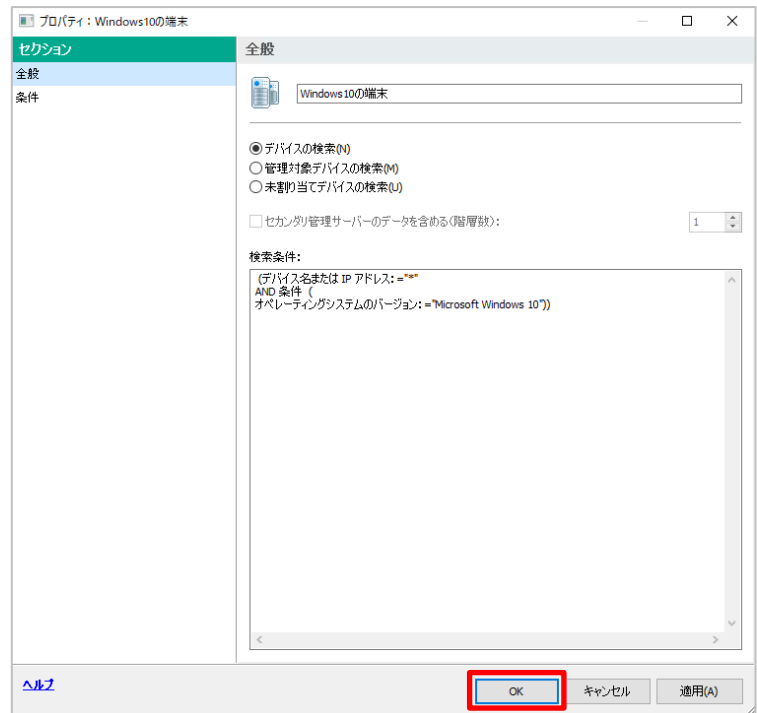 プロパティ：Windows10の端末
セクション
全般
条件
全般
Windows10の端末
デバイスの検索(N)
管理対象デバイスの検索(M)
未割り当てデバイスの検索(U)
セカンダリ管理サーバーのデータを含める(階層数)：
1
検索条件：
(デバイス名または IP アドレス: ="*"
AND 条件 (
オペレーティングシステムのバージョン: ="Microsoft Windows 10"))
ヘルプ
OK
キャンセル
適用(A)